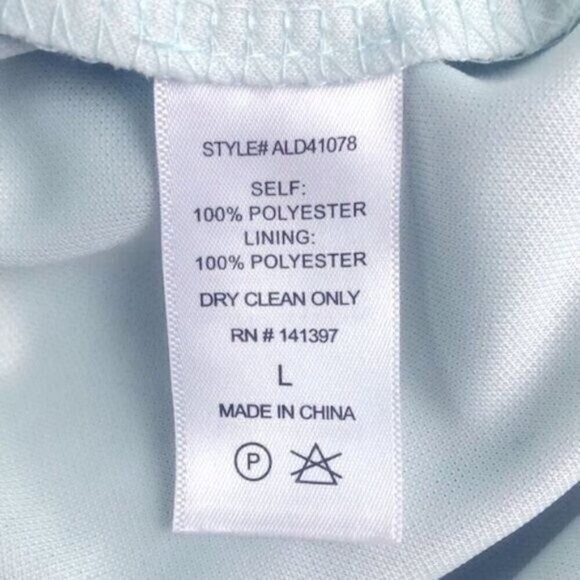 STYLE# ALD41078
SELF:
100% POLYESTER
LINING:
100% POLYESTER
DRY CLEAN ONLY
RN # 141397
L
MADE IN CHINA
P